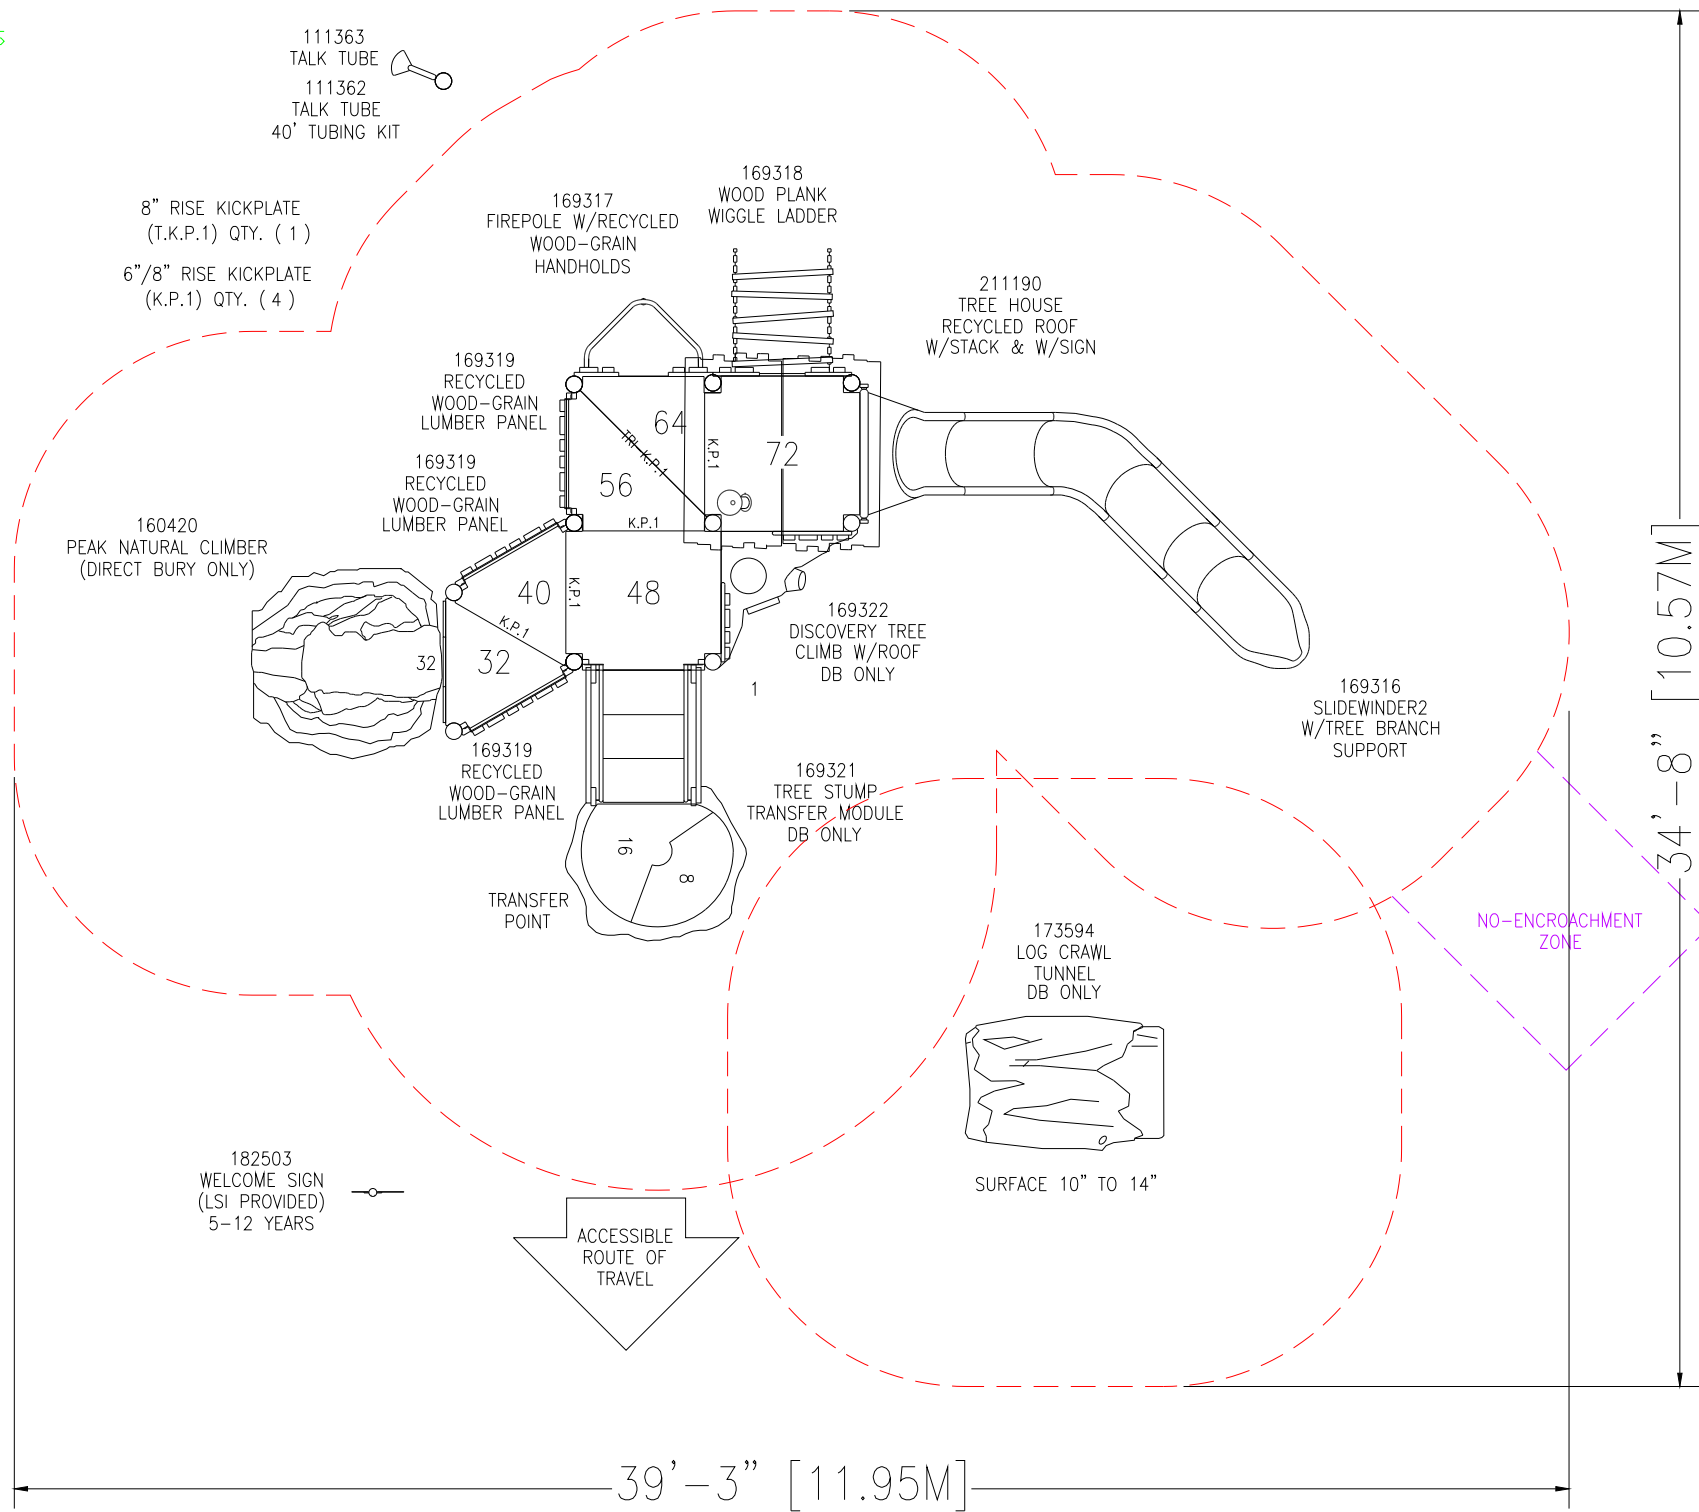 111363
TALK TUBE
111362
TALK TUBE
40' TUBING KIT
8" RISE KICKPLATE
(T.K.P.1) QTY. ( 1 )
6"/8" RISE KICKPLATE
(K.P.1) QTY. ( 4 )
169317
FIREPOLE W/RECYCLED
WOOD-GRAIN
HANDHOLDS
169318
WOOD PLANK
WIGGLE LADDER
211190
TREE HOUSE
RECYCLED ROOF
W/STACK & W/SIGN
169319
RECYCLED
WOOD-GRAIN
LUMBER PANEL
64
TRI K.P.1
K.P.1
72
56
K.P.1
169319
RECYCLED
WOOD-GRAIN
LUMBER PANEL
160420
PEAK NATURAL CLIMBER
(DIRECT BURY ONLY)
40
K.P.1
48
K.P.1
32
32
169322
DISCOVERY TREE
CLIMB W/ROOF
DB ONLY
1
169316
SLIDEWINDER2
W/TREE BRANCH
SUPPORT
169319
RECYCLED
WOOD-GRAIN
LUMBER PANEL
169321
TREE STUMP
TRANSFER MODULE
DB ONLY
16
8
TRANSFER
POINT
173594
LOG CRAWL
TUNNEL
DB ONLY
SURFACE 10" TO 14"
NO-ENCROACHMENT
ZONE
34'-8" [10.57M]
182503
WELCOME SIGN
(LSI PROVIDED)
5-12 YEARS
ACCESSIBLE
ROUTE OF
TRAVEL
39'-3" [11.95M]